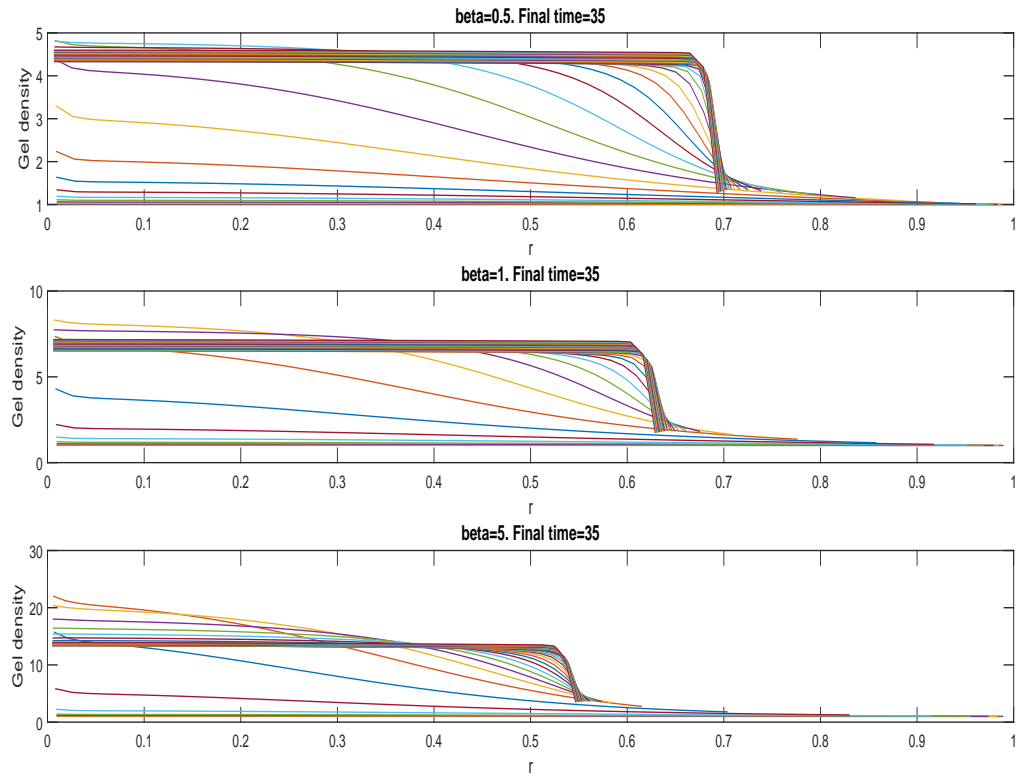 beta=0.5. Final time=35
5
4
3
2
1
Gel density
0 0.1 0.2 0.3 0.4 0.5 0.6 0.7 0.8 0.9 1
r
beta=1. Final time=35
10
5
0
Gel density
0 0.1 0.2 0.3 0.4 0.5 0.6 0.7 0.8 0.9 1
r
beta=5. Final time=35
30
20
10
0
Gel density
0 0.1 0.2 0.3 0.4 0.5 0.6 0.7 0.8 0.9 1
r